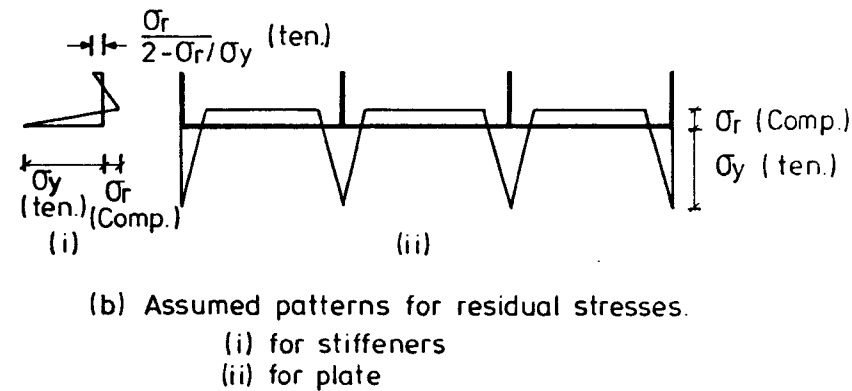 σr
2-σr/σy (ten.)
σr (Comp.)
σy (ten.)
σy σr
(ten.) (Comp.)
(i) (ii)
(b) Assumed patterns for residual stresses.
(i) for stiffeners
(ii) for plate